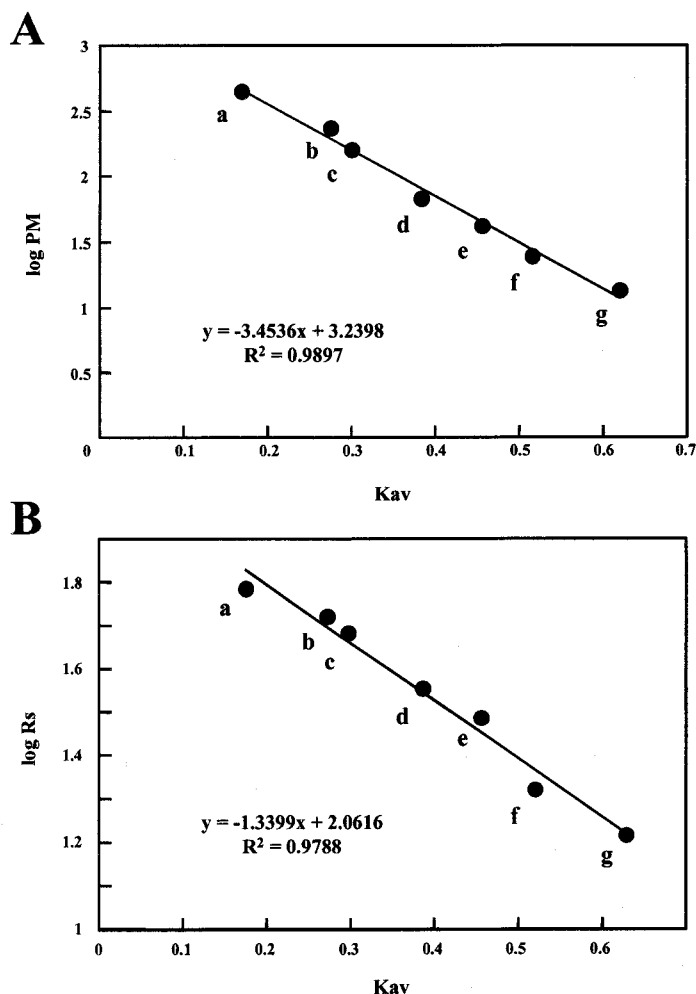 A
3
2.5
2
1.5
1
0.5
0
log PM
a
b
c
d
e
f
g
y = -3.4536x + 3.2398
R² = 0.9897
0 0.1 0.2 0.3 0.4 0.5 0.6 0.7
Kav
B
1.8
1.6
1.4
1.2
1
log Rs
a
b
c
d
e
f
g
y = -1.3399x + 2.0616
R² = 0.9788
0 0.1 0.2 0.3 0.4 0.5 0.6
Kav